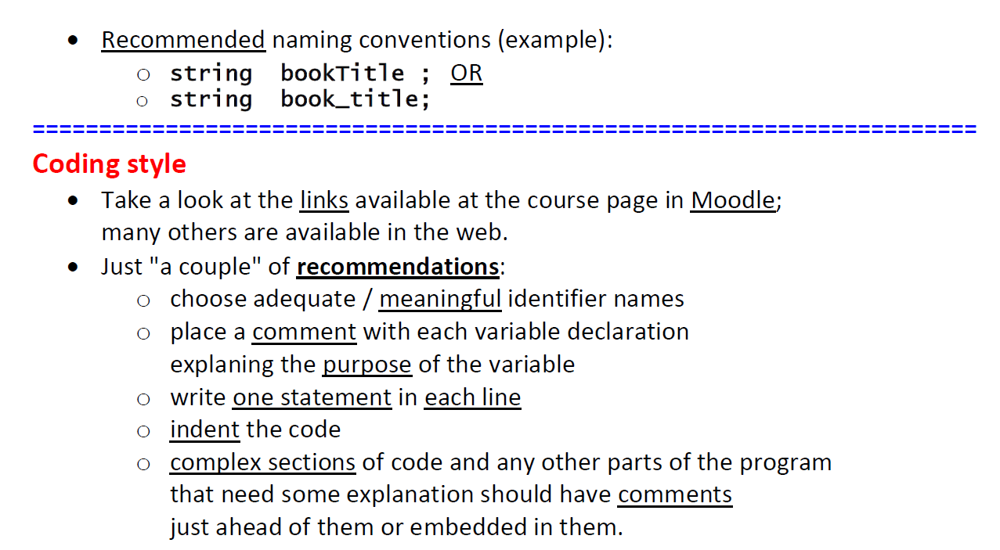 • Recommended naming conventions (example):
○ string bookTitle ; OR
○ string book_title;
=======================================================================
Coding style
• Take a look at the links available at the course page in Moodle;
many others are available in the web.
• Just "a couple" of recommendations:
○ choose adequate / meaningful identifier names
○ place a comment with each variable declaration
explaning the purpose of the variable
○ write one statement in each line
○ indent the code
○ complex sections of code and any other parts of the program
that need some explanation should have comments
just ahead of them or embedded in them.